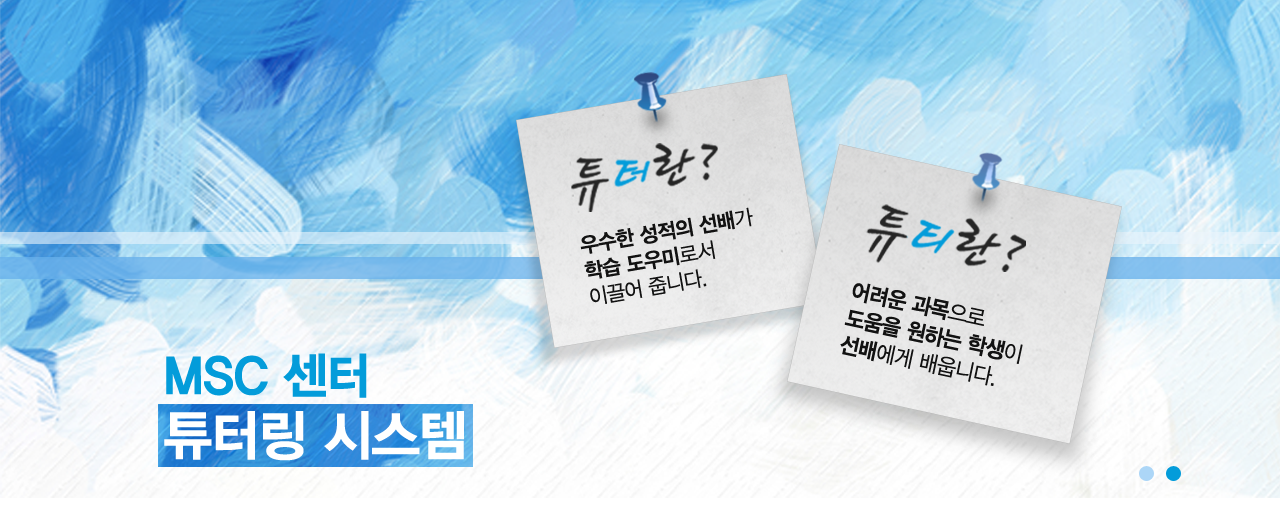 튜터란?
우수한 성적의 선배가
학습 도우미로서
이끌어 줍니다.
튜티란?
어려운 과목으로
도움을 원하는 학생이
선배에게 배웁니다.
MSC 센터
튜터링 시스템